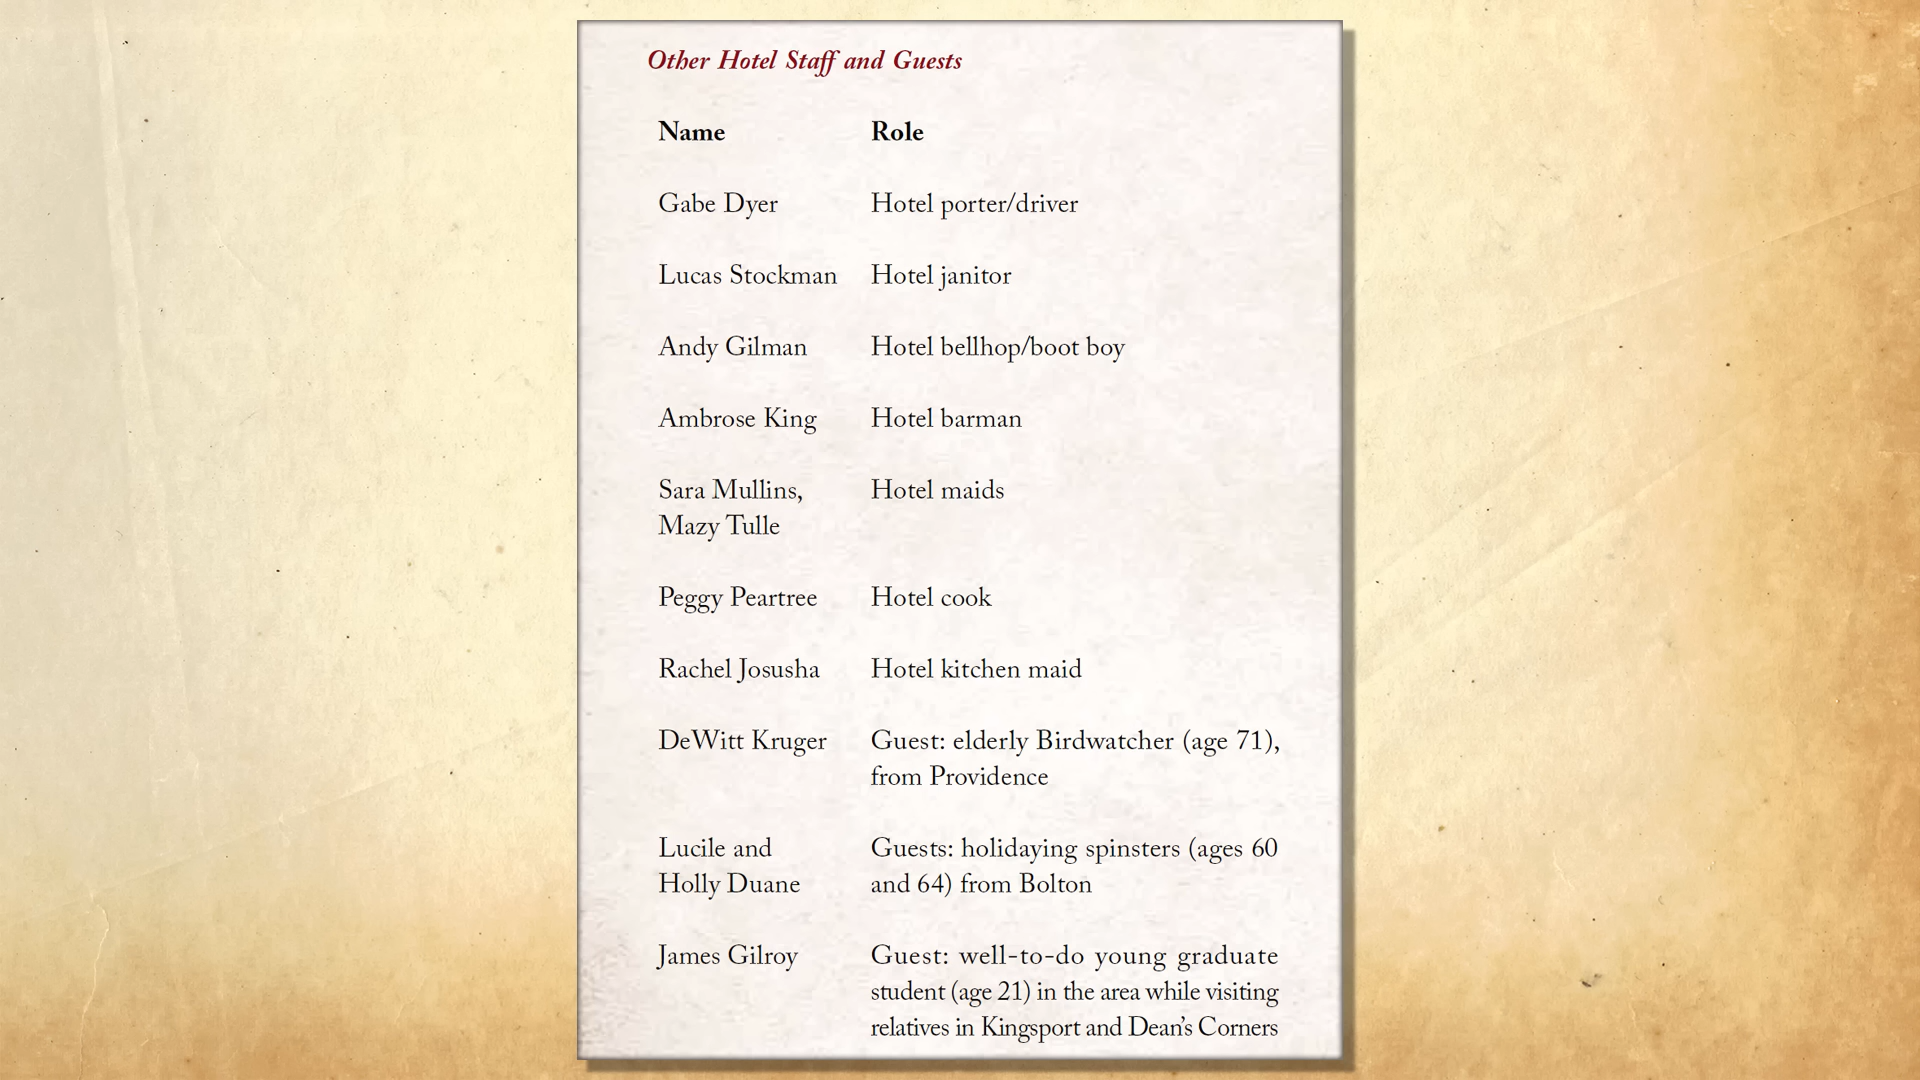 Other Hotel Staff and Guests
Name Role
Gabe Dyer Hotel porter/driver
Lucas Stockman Hotel janitor
Andy Gilman Hotel bellhop/boot boy
Ambrose King Hotel barman
Sara Mullins, Hotel maids
Mazy Tulle
Peggy Peartree Hotel cook
Rachel Josusha Hotel kitchen maid
DeWitt Kruger Guest: elderly Birdwatcher (age 71),
from Providence
Lucile and Guests: holidaying spinsters (ages 60
Holly Duane and 64) from Bolton
James Gilroy Guest: well-to-do young graduate
student (age 21) in the area while visiting
relatives in Kingsport and Dean's Corners